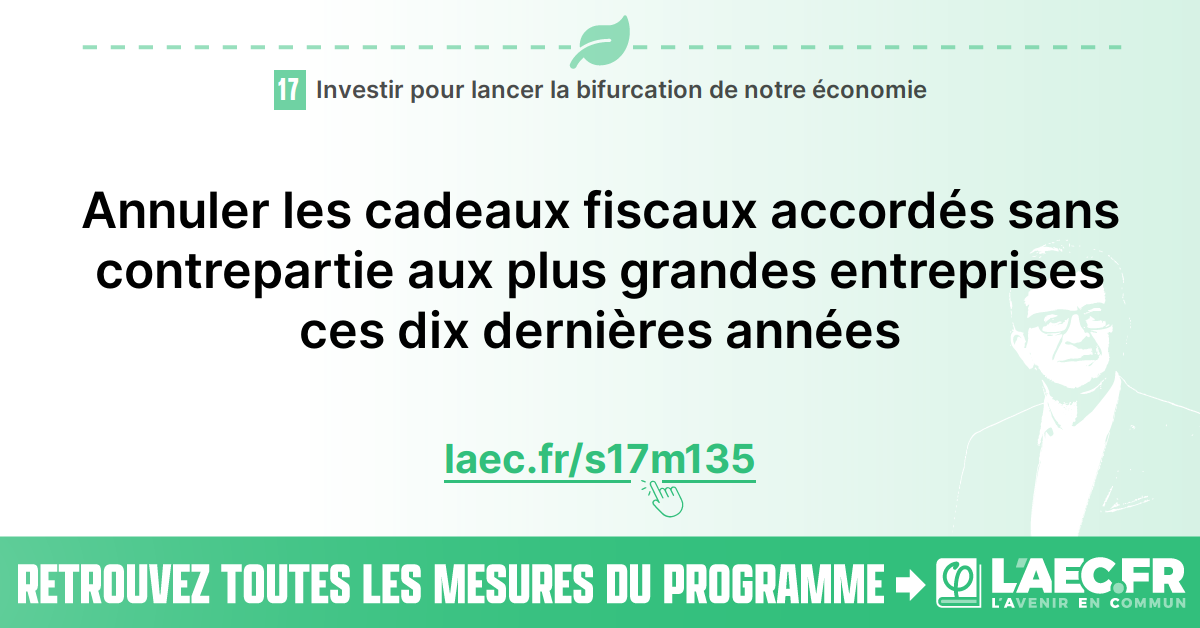 17 Investir pour lancer la bifurcation de notre économie
Annuler les cadeaux fiscaux accordés sans
contrepartie aux plus grandes entreprises
ces dix dernières années
laec.fr/s17m135
RETROUVEZ TOUTES LES MESURES DU PROGRAMME φ L'AEC.FR
L'AVENIR EN COMMUN